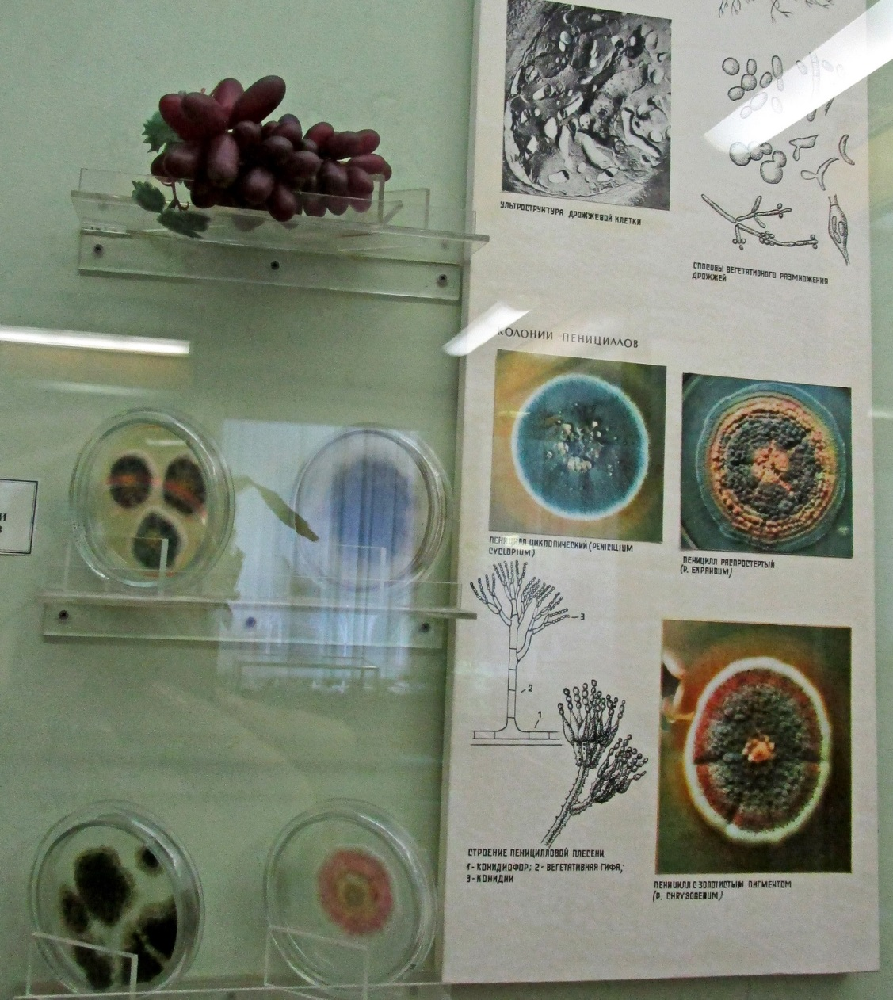 УЛЬТРОСТРУКТУРА ДРОЖЖЕВОЙ КЛЕТКИ
СПОСОБЫ ВЕГЕТАТИВНОГО РАЗМНОЖЕНИЯ
ДРОЖЖЕЙ
КОЛОНИИ ПЕНИЦИЛЛОВ
ПЕНИЦИЛЛ ЦИКЛОПИЧЕСКИЙ (PENICILIUM
CYCLOPIUM)
ПЕНИЦИЛЛ РАСПРОСТЕРТЫЙ
(P. EXPANSUM)
3
2
1
СТРОЕНИЕ ПЕНИЦИЛЛОВОЙ ПЛЕСЕНИ
1- КОНИДИОФОР; 2- ВЕГЕТАТИВНАЯ ГИФА;
3- КОНИДИИ
ПЕНИЦИЛЛ С ЗОЛОТИСТЫМ ПИГМЕНТОМ
(P. CHRYSOGENUM)